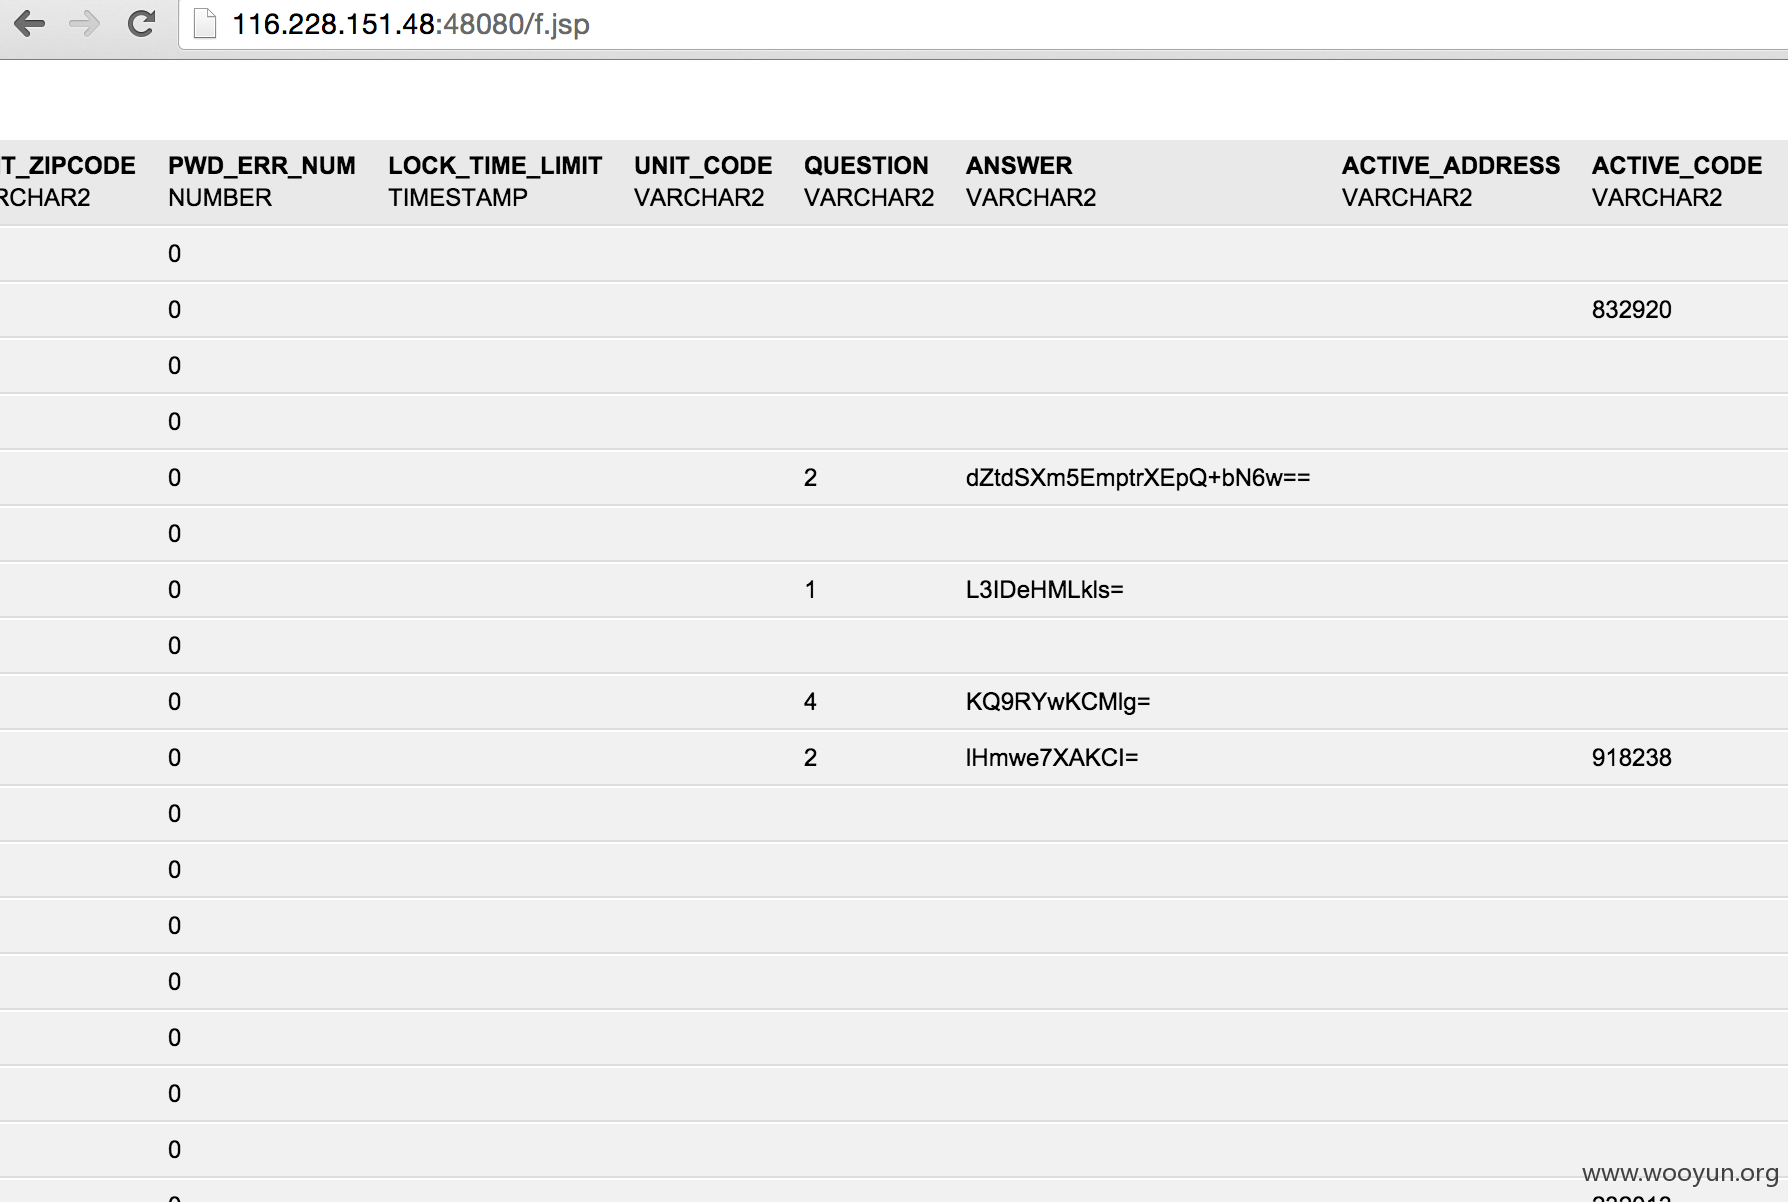 116.228.151.48:48080/f.jsp
T_ZIPCODE PWD_ERR_NUM LOCK_TIME_LIMIT UNIT_CODE QUESTION ANSWER ACTIVE_ADDRESS ACTIVE_CODE
RCHAR2 NUMBER TIMESTAMP VARCHAR2 VARCHAR2 VARCHAR2 VARCHAR2 VARCHAR2
0
0 832920
0
0
0 2 dZtdSXm5EmptrXEpQ+bN6w==
0
0 1 L3IDeHMLkls=
0
0 4 KQ9RYwKCMlg=
0 2 lHmwe7XAKCI= 918238
0
0
0
0
0
0
0
www.wooyun.org